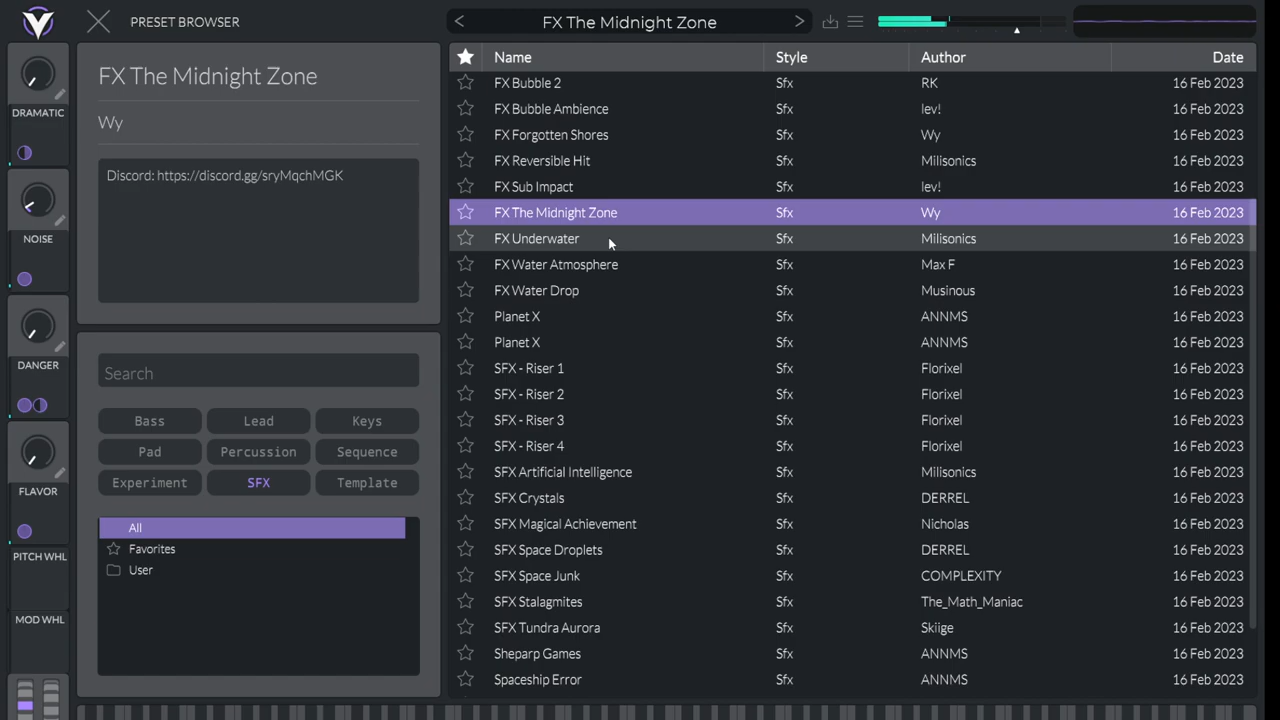 PRESET BROWSER
FX The Midnight Zone
DRAMATIC
NOISE
DANGER
FLAVOR
PITCH WHL
MOD WHL
FX The Midnight Zone
Wy
Discord: https://discord.gg/sryMqchMGK
Search
Bass Lead Keys
Pad Percussion Sequence
Experiment SFX Template
All
Favorites
User
Name Style Author Date
FX Bubble 2 Sfx RK 16 Feb 2023
FX Bubble Ambience Sfx lev! 16 Feb 2023
FX Forgotten Shores Sfx Wy 16 Feb 2023
FX Reversible Hit Sfx Milisonics 16 Feb 2023
FX Sub Impact Sfx lev! 16 Feb 2023
FX The Midnight Zone Sfx Wy 16 Feb 2023
FX Underwater Sfx Milisonics 16 Feb 2023
FX Water Atmosphere Sfx Max F 16 Feb 2023
FX Water Drop Sfx Musinous 16 Feb 2023
Planet X Sfx ANNMS 16 Feb 2023
Planet X Sfx ANNMS 16 Feb 2023
SFX - Riser 1 Sfx Florixel 16 Feb 2023
SFX - Riser 2 Sfx Florixel 16 Feb 2023
SFX - Riser 3 Sfx Florixel 16 Feb 2023
SFX - Riser 4 Sfx Florixel 16 Feb 2023
SFX Artificial Intelligence Sfx Milisonics 16 Feb 2023
SFX Crystals Sfx DERREL 16 Feb 2023
SFX Magical Achievement Sfx Nicholas 16 Feb 2023
SFX Space Droplets Sfx DERREL 16 Feb 2023
SFX Space Junk Sfx COMPLEXITY 16 Feb 2023
SFX Stalagmites Sfx The_Math_Maniac 16 Feb 2023
SFX Tundra Aurora Sfx Skiige 16 Feb 2023
Sheparp Games Sfx ANNMS 16 Feb 2023
Spaceship Error Sfx ANNMS 16 Feb 2023